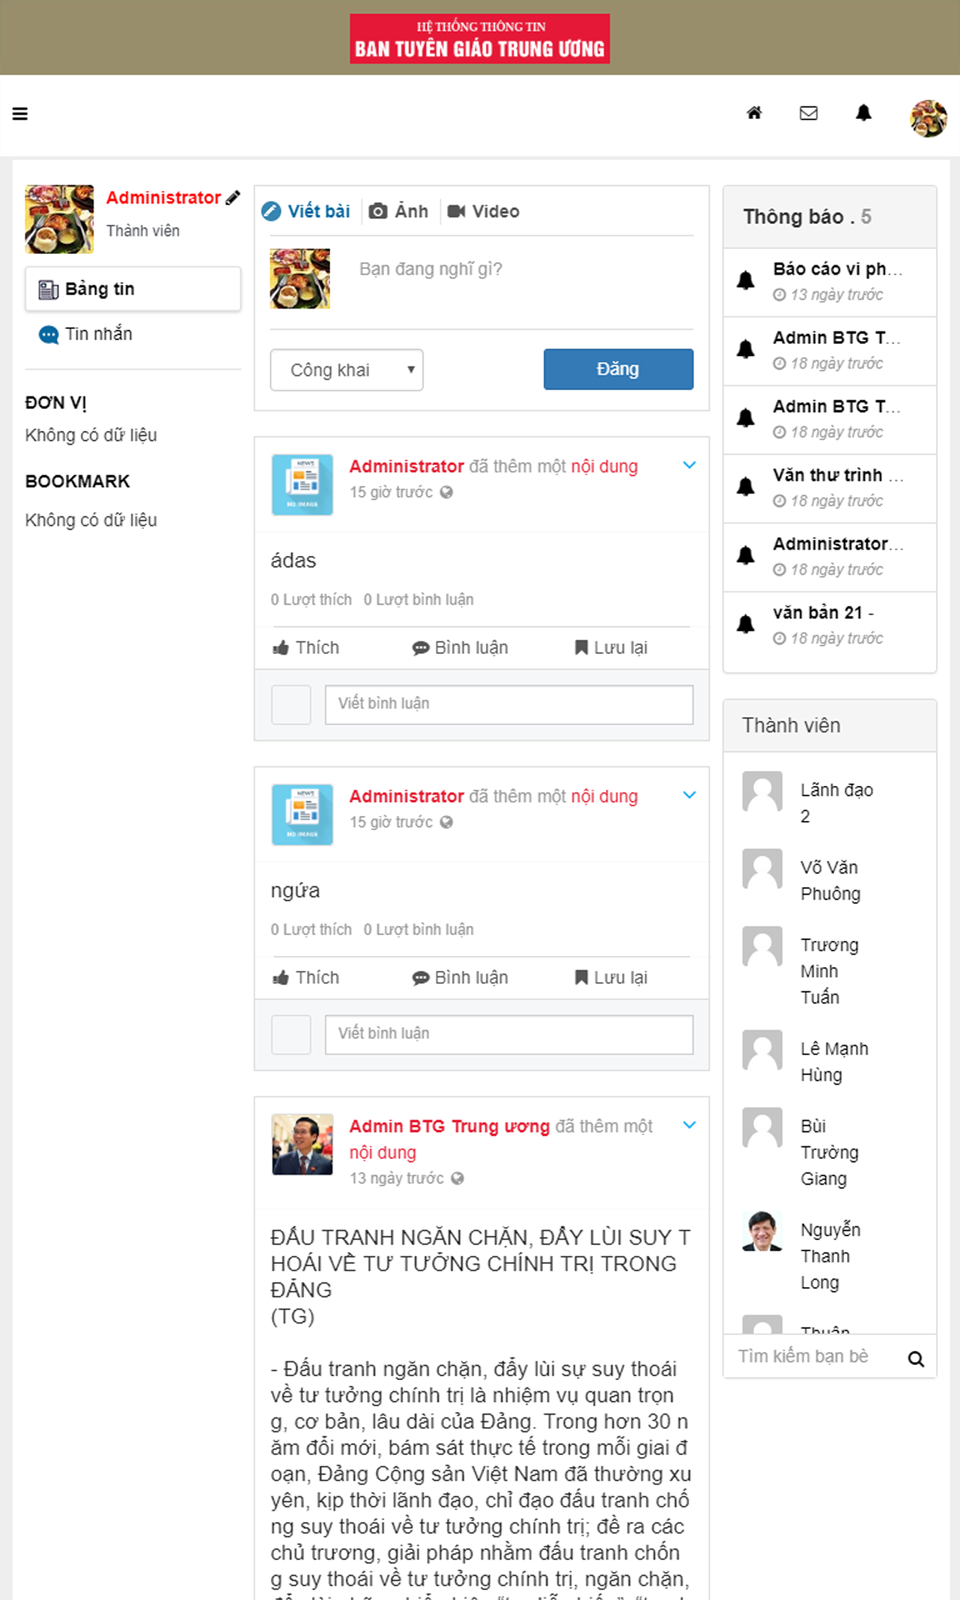 HỆ THỐNG THÔNG TIN
BAN TUYÊN GIÁO TRUNG ƯƠNG
Administrator
Thành viên
Bảng tin
Tin nhắn
ĐƠN VỊ
Không có dữ liệu
BOOKMARK
Không có dữ liệu
Viết bài
Ảnh
Video
Bạn đang nghĩ gì?
Công khai
Đăng
Administrator đã thêm một nội dung
15 giờ trước
ádas
0 Lượt thích 0 Lượt bình luận
Thích
Bình luận
Lưu lại
Viết bình luận
Administrator đã thêm một nội dung
15 giờ trước
ngứa
0 Lượt thích 0 Lượt bình luận
Thích
Bình luận
Lưu lại
Viết bình luận
Admin BTG Trung ương đã thêm một
nội dung
13 ngày trước
ĐẤU TRANH NGĂN CHẶN, ĐẨY LÙI SUY T
HOÁI VỀ TƯ TƯỞNG CHÍNH TRỊ TRONG
ĐẢNG
(TG)
- Đấu tranh ngăn chặn, đẩy lùi sự suy thoái
về tư tưởng chính trị là nhiệm vụ quan trọn
g, cơ bản, lâu dài của Đảng. Trong hơn 30 n
ăm đổi mới, bám sát thực tế trong mỗi giai đ
oạn, Đảng Cộng sản Việt Nam đã thường xu
yên, kịp thời lãnh đạo, chỉ đạo đấu tranh chố
ng suy thoái về tư tưởng chính trị; đề ra các
chủ trương, giải pháp nhằm đấu tranh chốn
g suy thoái về tư tưởng chính trị, ngăn chặn,
Thông báo . 5
Báo cáo vi ph...
13 ngày trước
Admin BTG T...
18 ngày trước
Admin BTG T...
18 ngày trước
Văn thư trình ...
18 ngày trước
Administrator...
18 ngày trước
văn bản 21 -
18 ngày trước
Thành viên
Lãnh đạo
2
Võ Văn
Phuông
Trương
Minh
Tuấn
Lê Mạnh
Hùng
Bùi
Trường
Giang
Nguyễn
Thanh
Long
Thuận
Tìm kiếm bạn bè